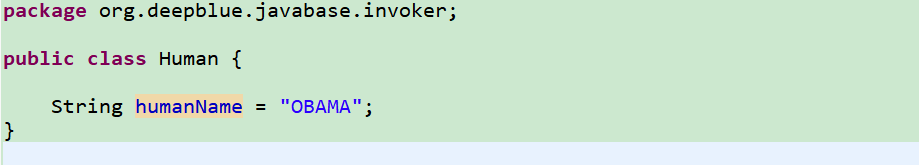 package org.deepblue.javabase.invoker;
public class Human {
String humanName = "OBAMA";
}